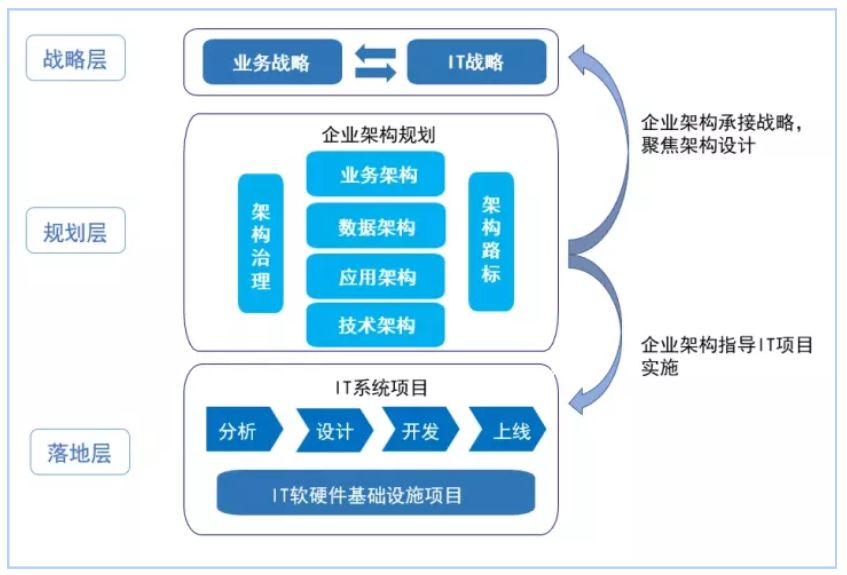 战略层
业务战略
IT战略
企业架构承接战略，
聚焦架构设计
规划层
企业架构规划
架构治理
业务架构
数据架构
应用架构
技术架构
架构路标
企业架构指导IT项目
实施
落地层
IT系统项目
分析
设计
开发
上线
IT软硬件基础设施项目